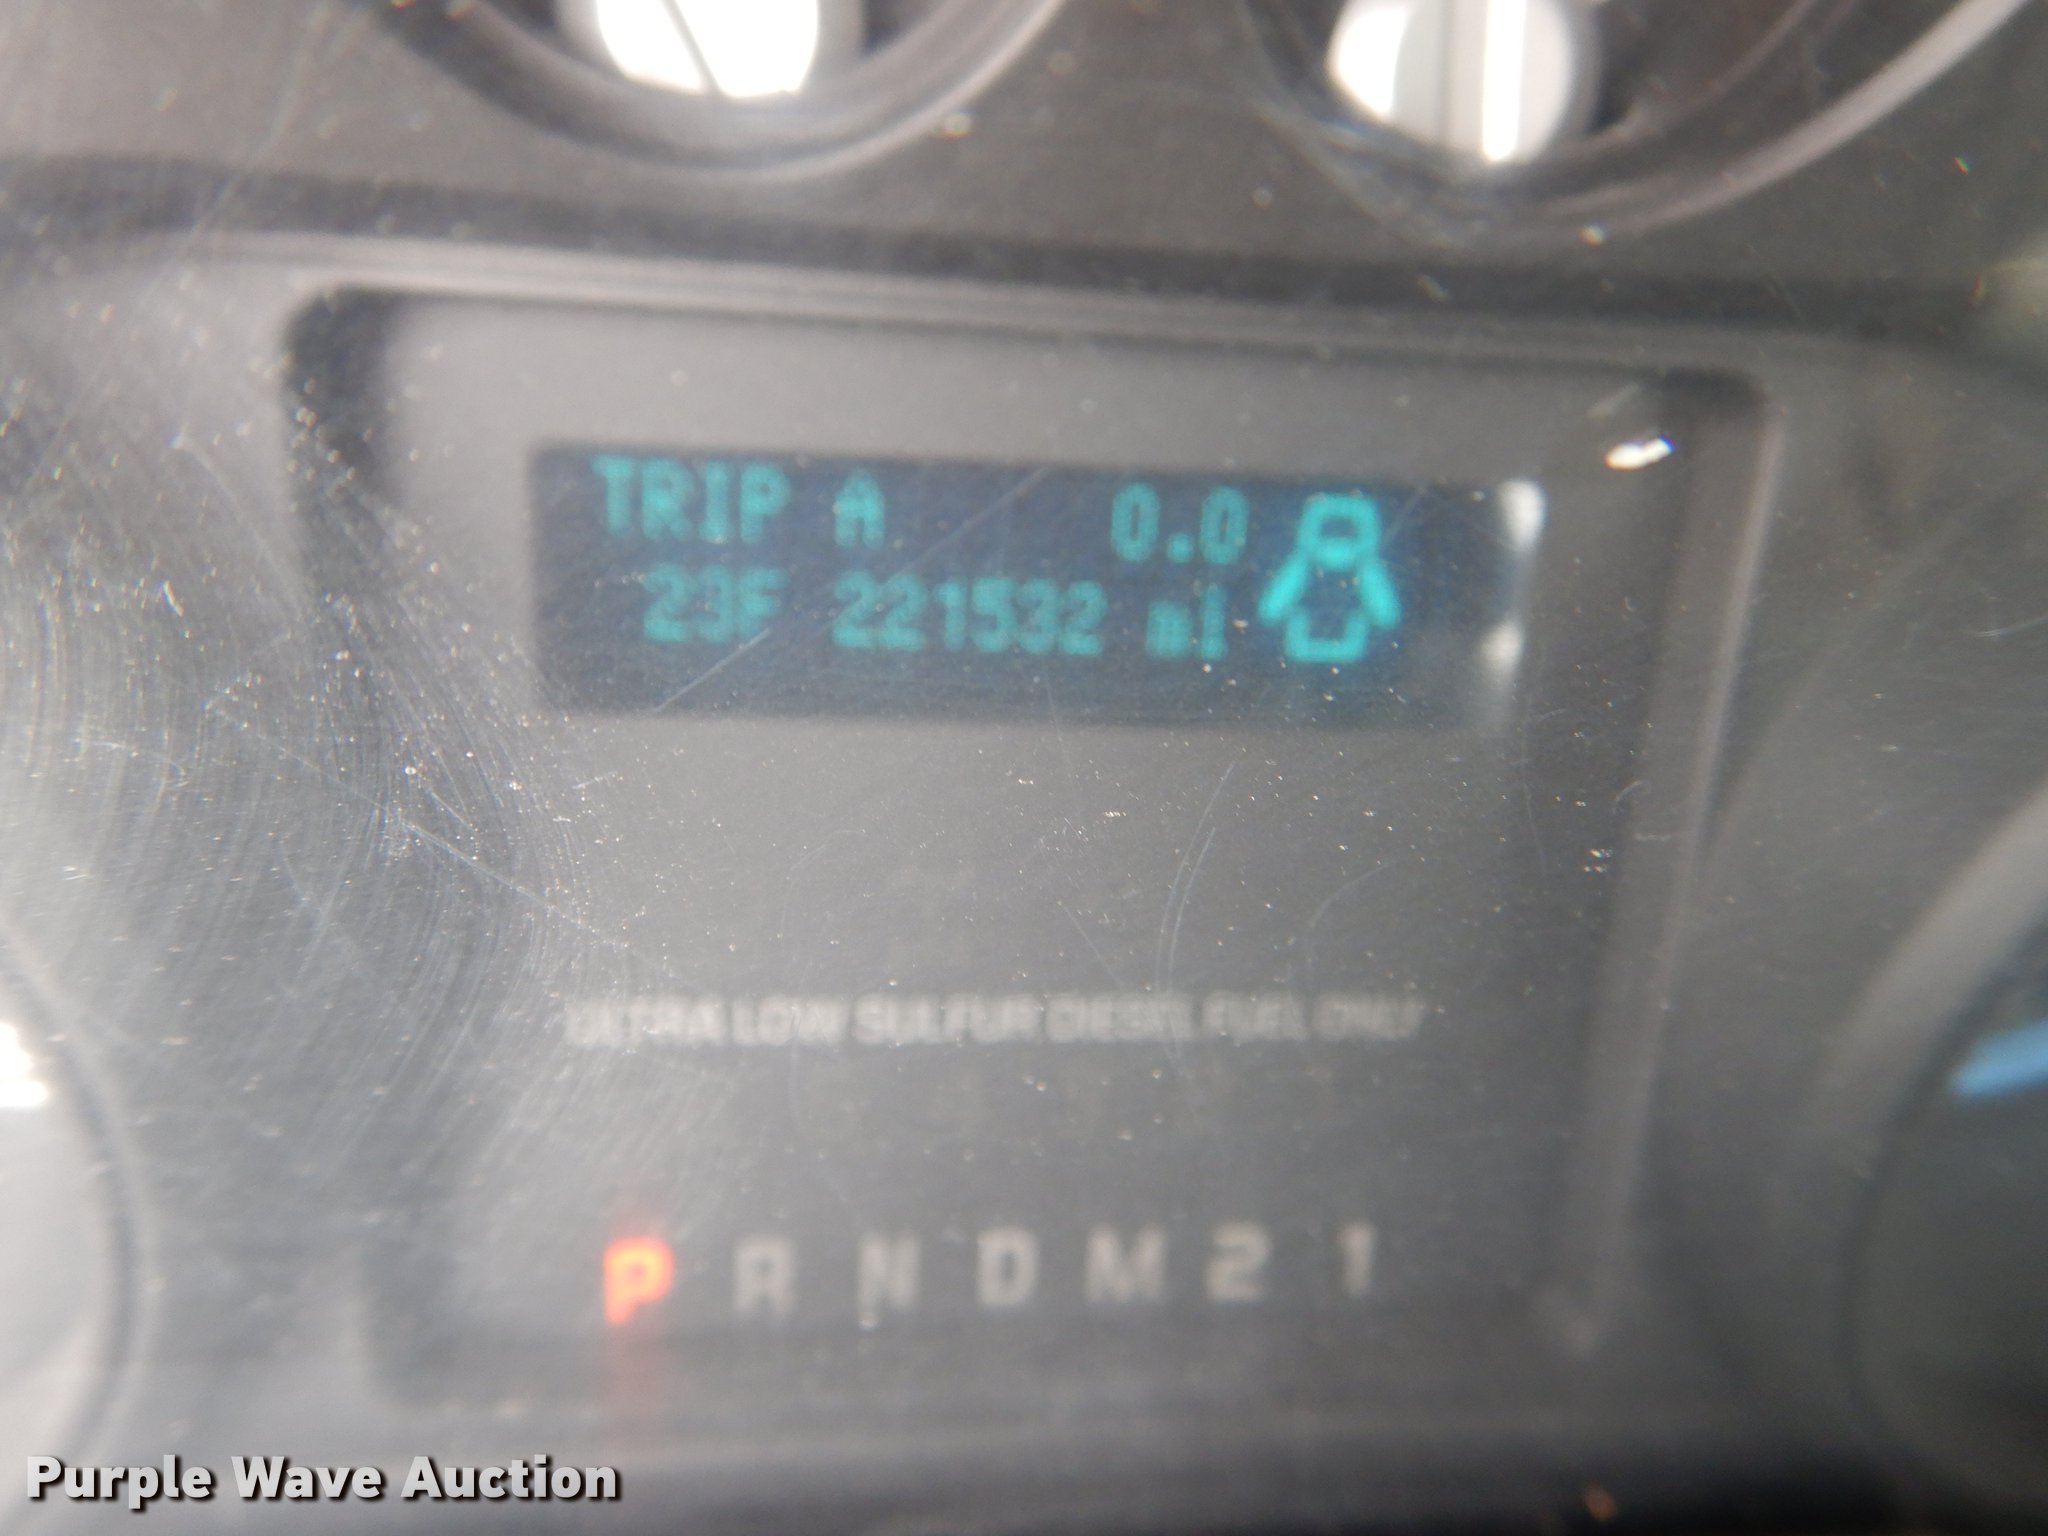 TRIP A 0.0
23F 221532 mi
ULTRA LOW SULFUR DIESEL FUEL ONLY
P R N D M 2 1
Purple Wave Auction